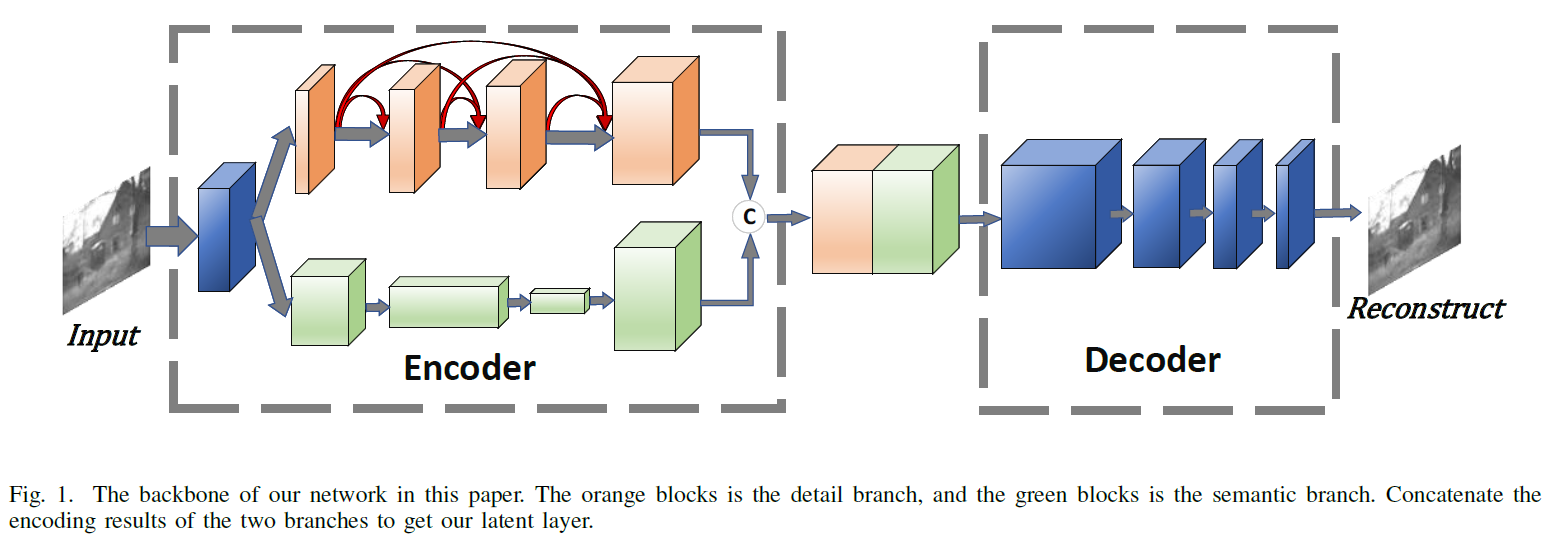 Input
Encoder
C
Decoder
Reconstruct
Fig. 1. The backbone of our network in this paper. The orange blocks is the detail branch, and the green blocks is the semantic branch. Concatenate the
encoding results of the two branches to get our latent layer.